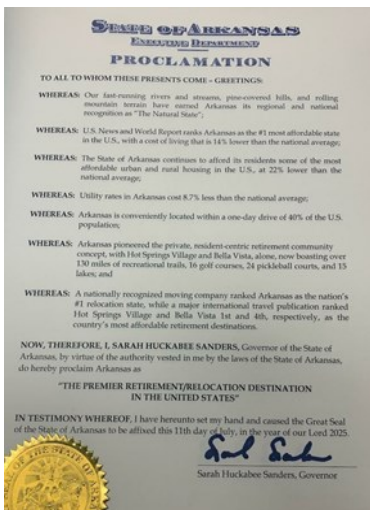 STATE OF ARKANSAS
EXECUTIVE DEPARTMENT
PROCLAMATION
TO ALL TO WHOM THESE PRESENTS COME – GREETINGS:
WHEREAS: Our fast-running rivers and streams, pine-covered hills, and rolling
mountain terrain have earned Arkansas its regional and national
recognition as "The Natural State";
WHEREAS: U.S. News and World Report ranks Arkansas as the #1 most affordable state
in the U.S., with a cost of living that is 14% lower than the national average;
WHEREAS: The State of Arkansas continues to afford its residents some of the most
affordable urban and rural housing in the U.S., at 22% lower than the
national average;
WHEREAS: Utility rates in Arkansas cost 8.7% less than the national average;
WHEREAS: Arkansas is conveniently located within a one-day drive of 40% of the U.S.
population;
WHEREAS: Arkansas pioneered the private, resident-centric retirement community
concept, with Hot Springs Village and Bella Vista, alone, now boasting over
130 miles of recreational trails, 16 golf courses, 24 pickleball courts, and 15
lakes; and
WHEREAS: A nationally recognized moving company ranked Arkansas as the nation's
#1 relocation state, while a major international travel publication ranked
Hot Springs Village and Bella Vista 1st and 4th, respectively, as the
country's most affordable retirement destinations.
NOW, THEREFORE, I, SARAH HUCKABEE SANDERS, Governor of the State of
Arkansas, by virtue of the authority vested in me by the laws of the State of Arkansas,
do hereby proclaim Arkansas as
"THE PREMIER RETIREMENT/RELOCATION DESTINATION
IN THE UNITED STATES"
IN TESTIMONY WHEREOF, I have hereunto set my hand and caused the Great Seal
of the State of Arkansas to be affixed this 11th day of July, in the year of our Lord 2025.
Sarah Huckabee Sanders, Governor
SEAL OF THE STATE OF ARKA